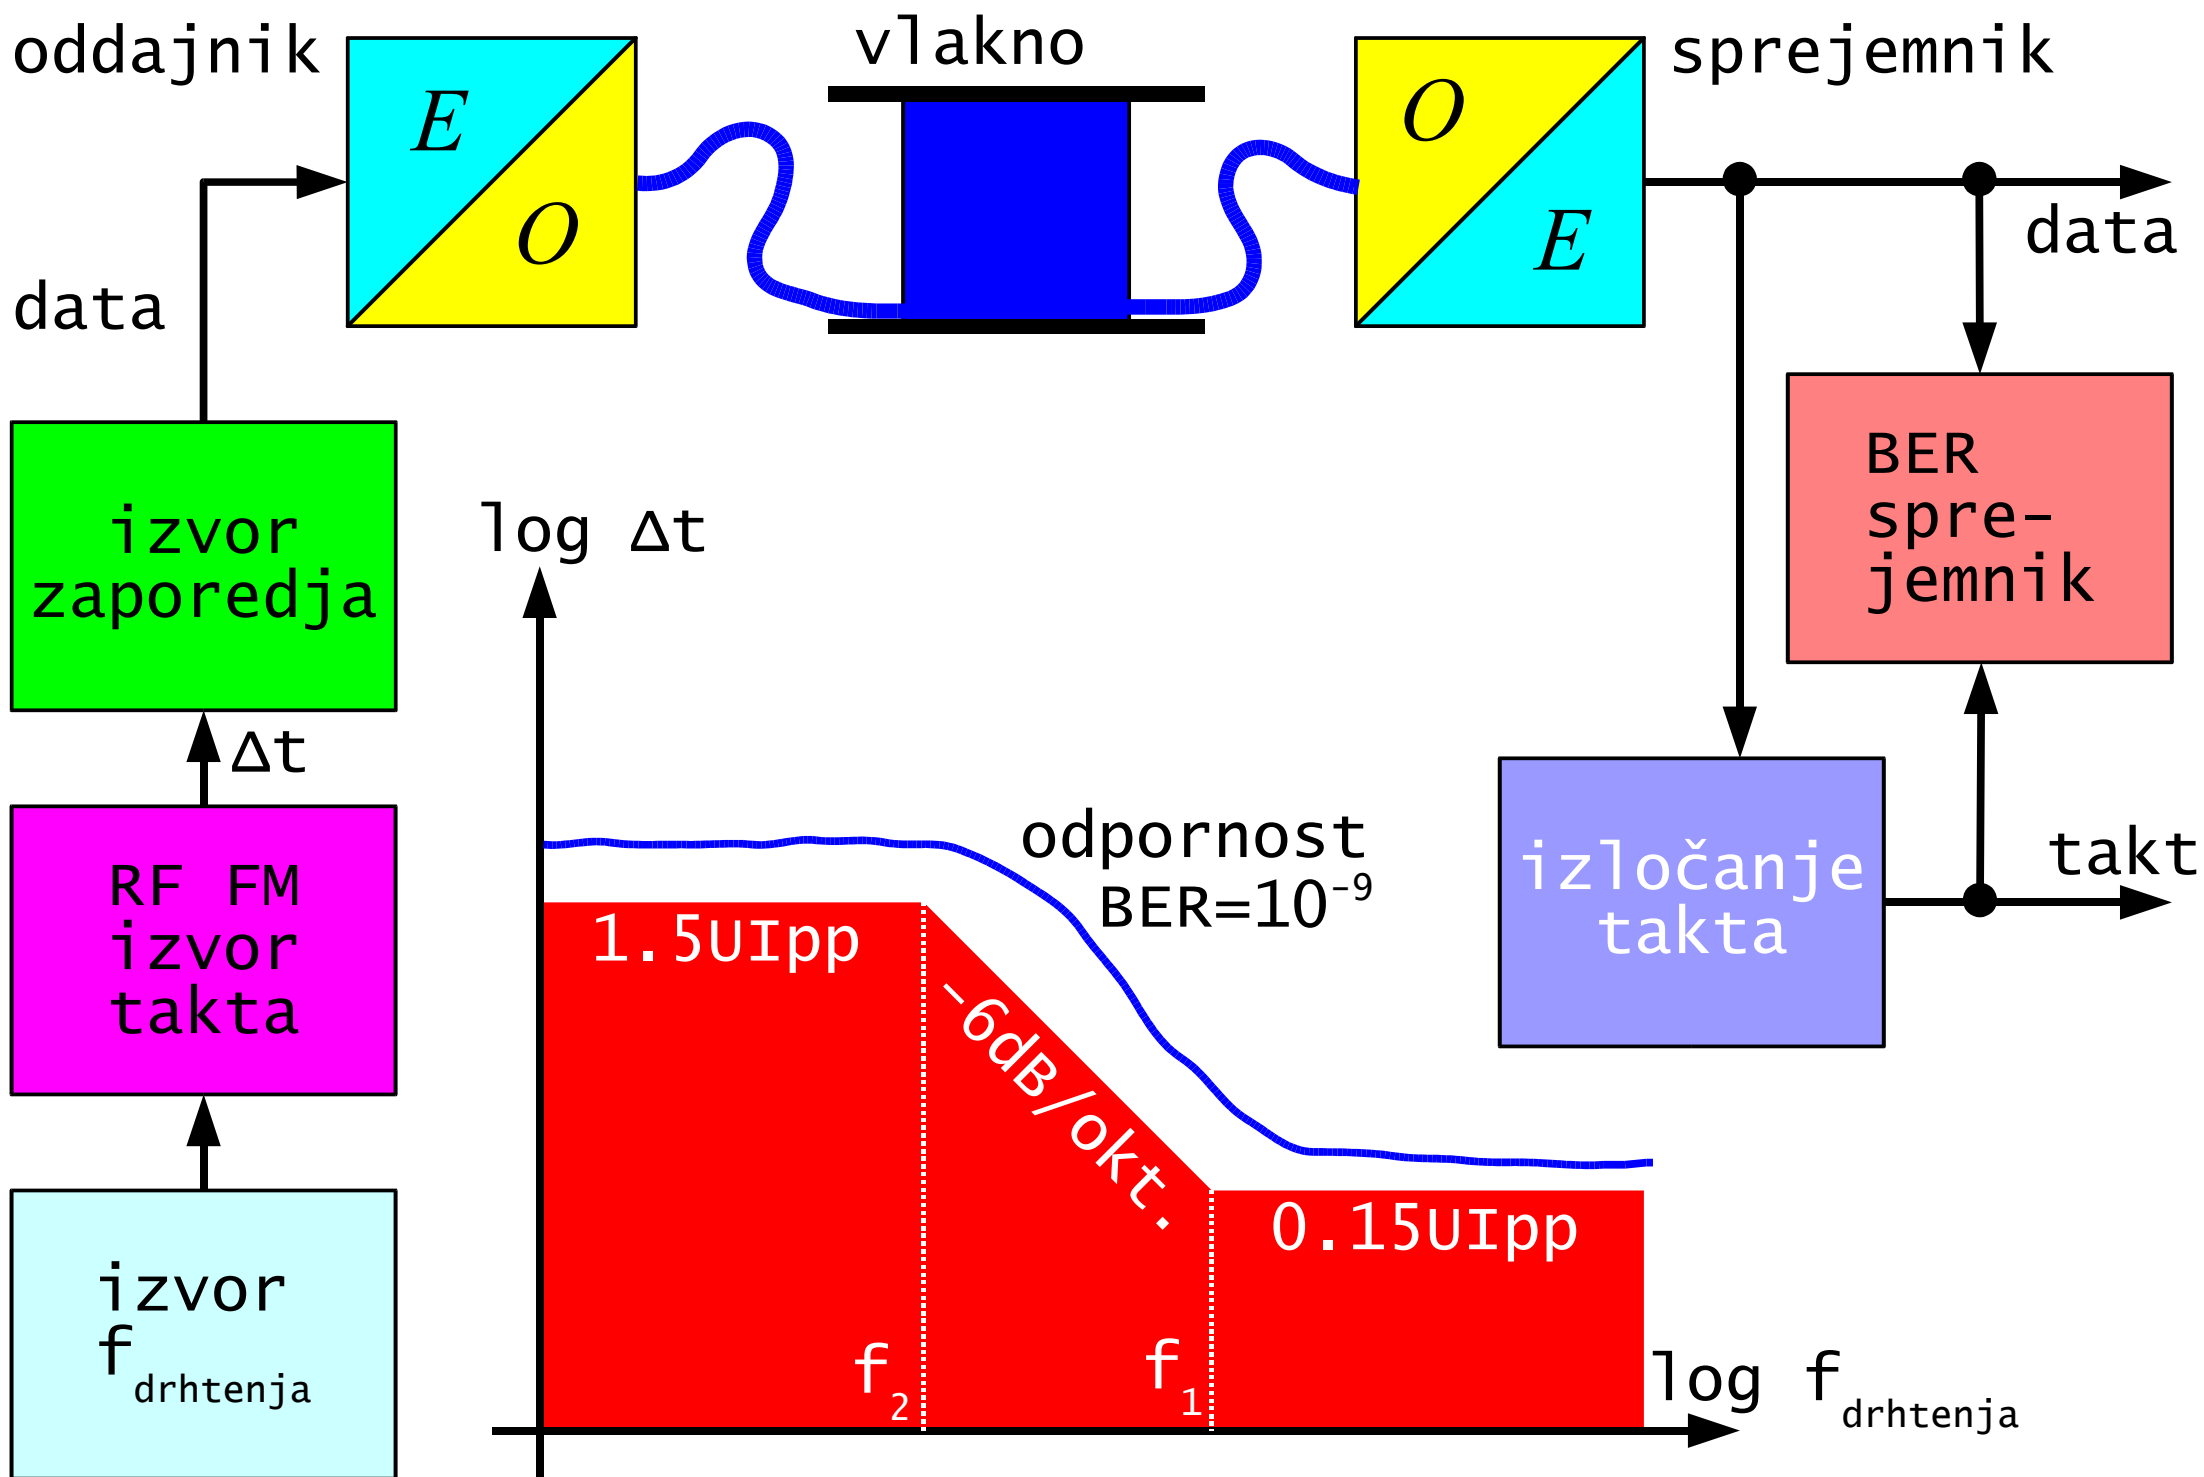 oddajnik
vlakno
sprejemnik
E
O
O
E
data
data
izvor
zaporedja
Δt
RF FM
izvor
takta
izvor
f drhtenja
log Δt
odpornost
BER=10⁻⁹
1.5UIpp
-6dB/okt.
0.15UIpp
f₂
f₁
log f drhtenja
BER
spre-
jemnik
izločanje
takta
takt